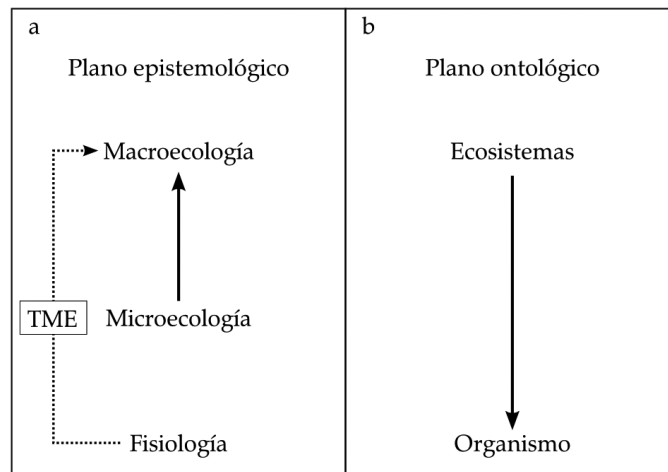 a
Plano epistemológico
Macroecología
TME
Microecología
Fisiología
b
Plano ontológico
Ecosistemas
Organismo